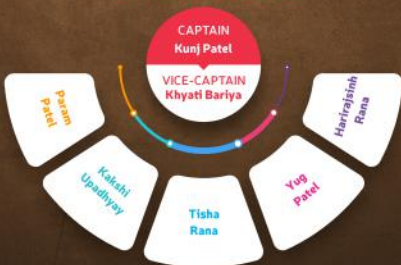 CAPTAIN
Kunj Patel
VICE-CAPTAIN
Khyati Bariya
Param
Patel
Kakshi
Upadhyay
Tisha
Rana
Yug
Patel
Harirajsinh
Rana